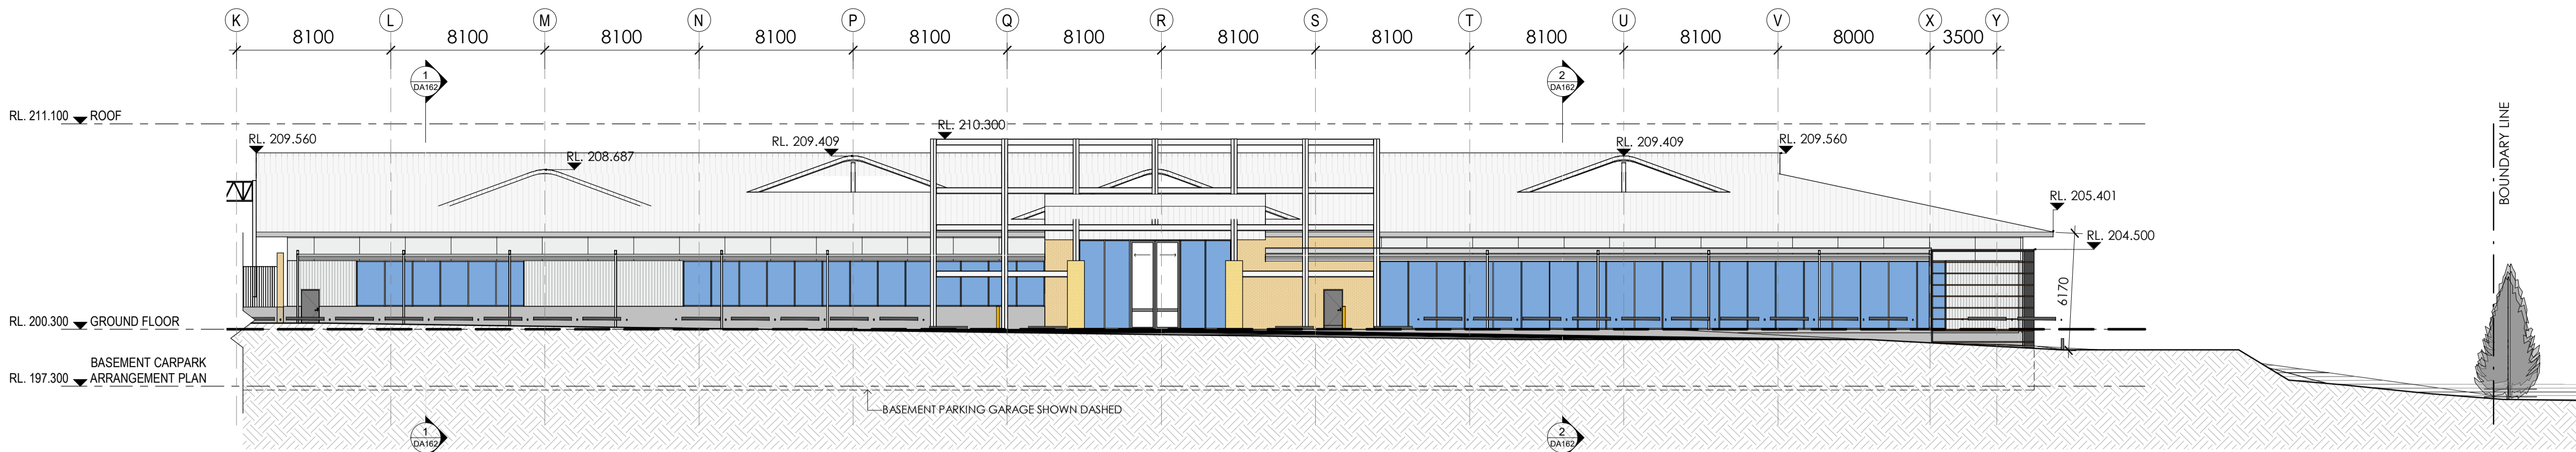 K L M N P Q R S T U V X Y
8100 8100 8100 8100 8100 8100 8100 8100 8100 8100 8000 3500
1
DA162
2
DA162
RL. 211.100 ROOF
RL. 209.560
RL. 208.687
RL. 209.409
RL. 210.300
RL. 209.409
RL. 209.560
BOUNDARY LINE
RL. 205.401
RL. 204.500
6170
RL. 200.300 GROUND FLOOR
BASEMENT CARPARK
RL. 197.300 ARRANGEMENT PLAN
BASEMENT PARKING GARAGE SHOWN DASHED
1
DA162
2
DA162